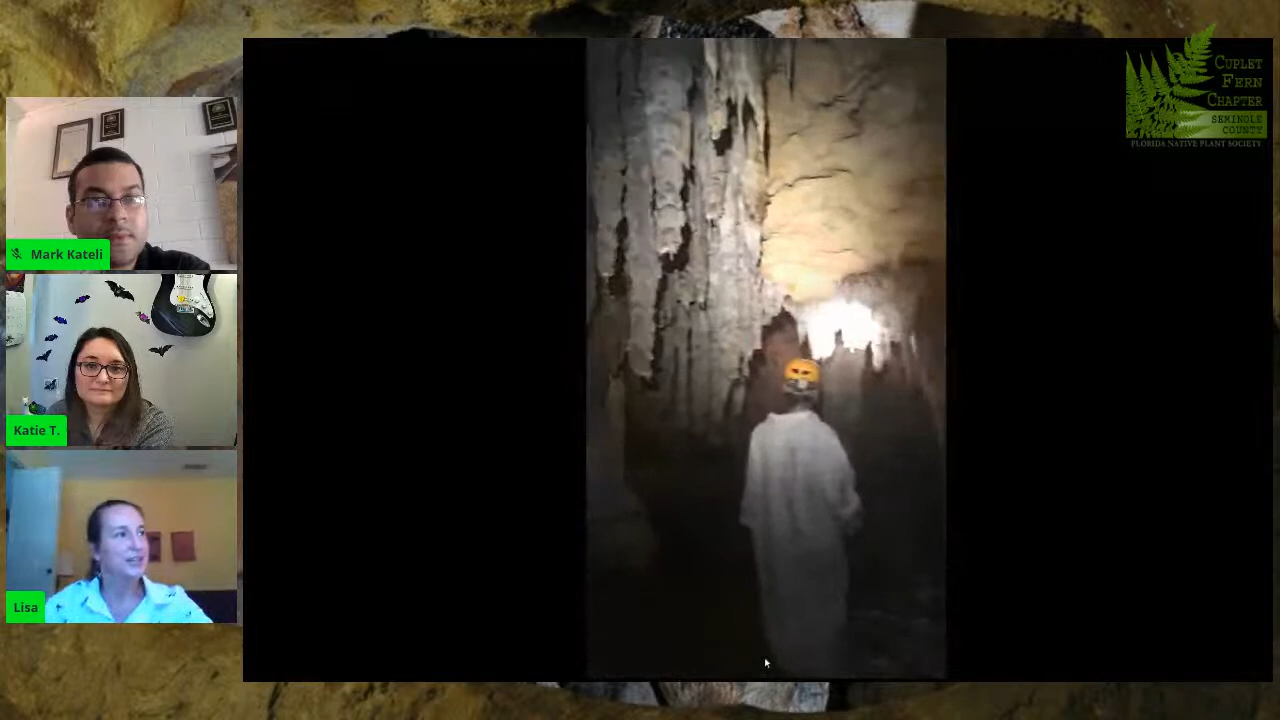 CUPLET
FERN
CHAPTER
SEMINOLE
COUNTY
FLORIDA NATIVE PLANT SOCIETY
Mark Kateli
Katie T.
Lisa